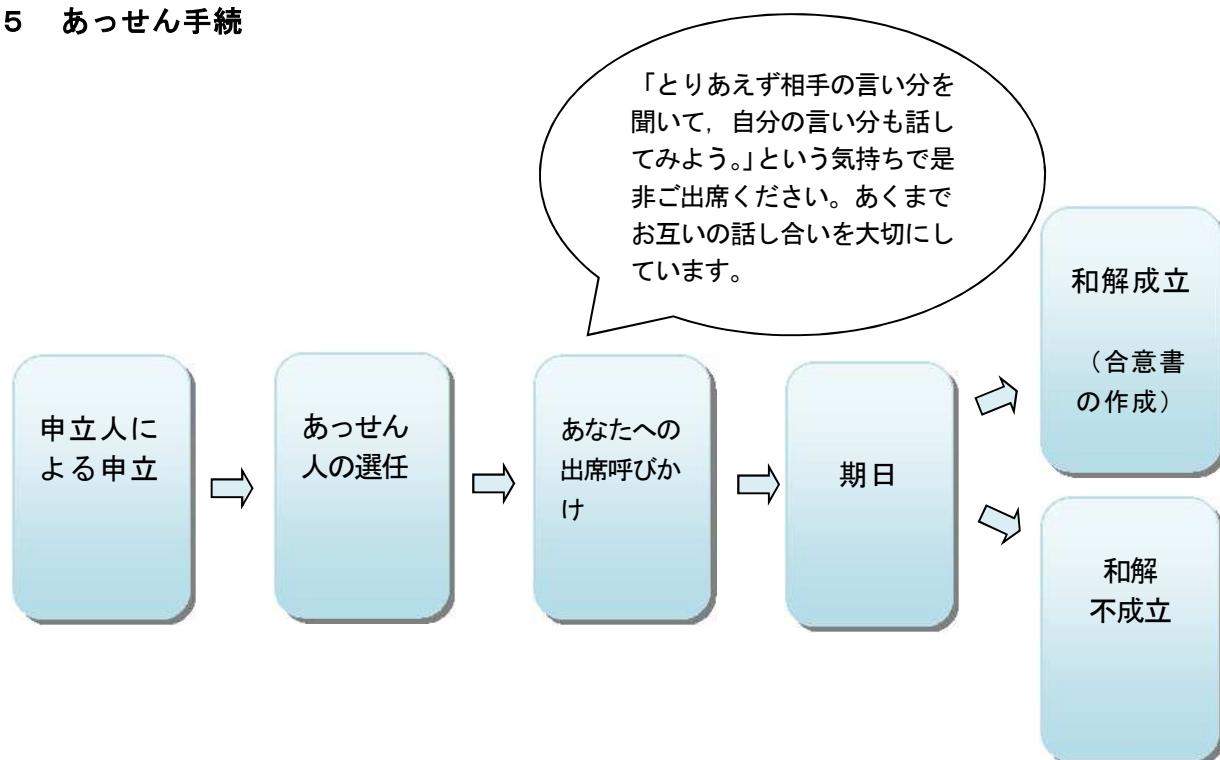 ５　あっせん手続
「とりあえず相手の言い分を
聞いて，自分の言い分も話し
てみよう。」という気持ちで是
非ご出席ください。あくまで
お互いの話し合いを大切にし
ています。
申立人に
よる申立
あっせん
人の選任
あなたへの
出席呼びか
け
期日
和解成立
（合意書
の作成）
和解
不成立